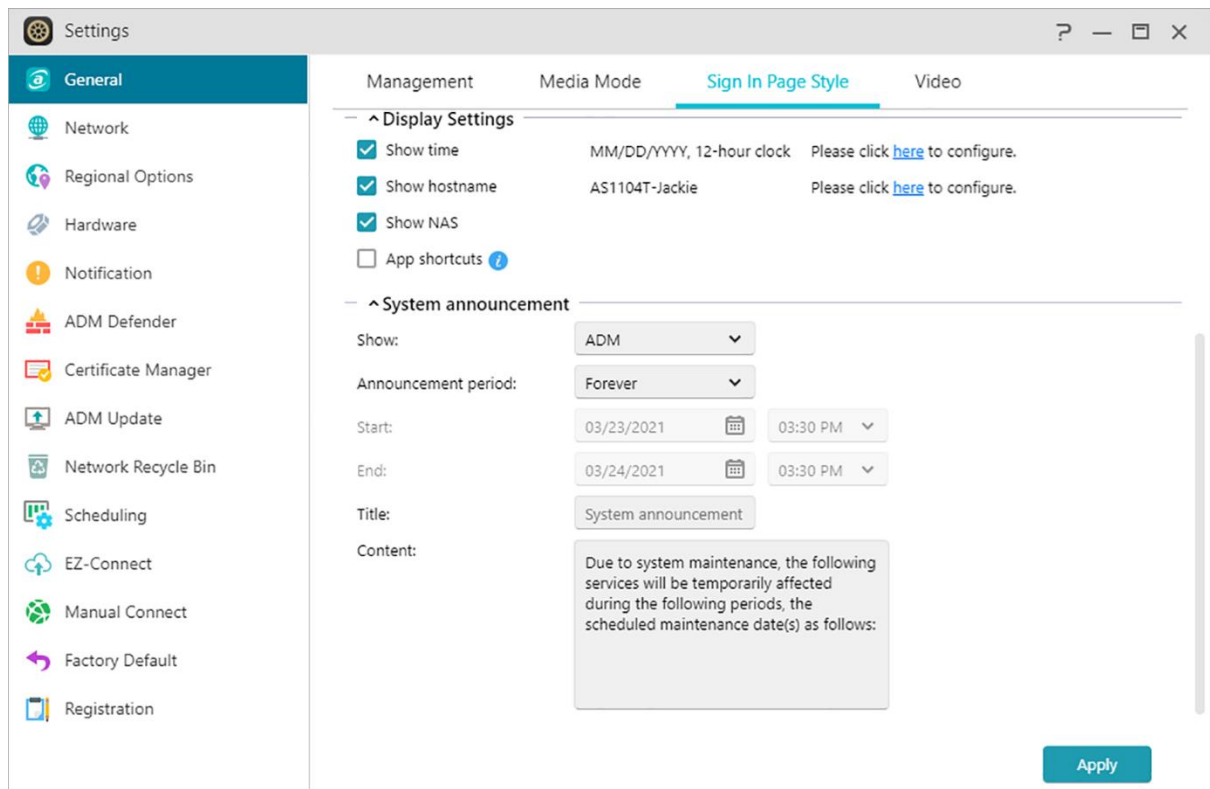 Settings
General
Network
Regional Options
Hardware
Notification
ADM Defender
Certificate Manager
ADM Update
Network Recycle Bin
Scheduling
EZ-Connect
Manual Connect
Factory Default
Registration
Management Media Mode Sign In Page Style Video
Display Settings
Show time MM/DD/YYYY, 12-hour clock Please click here to configure.
Show hostname AS1104T-Jackie Please click here to configure.
Show NAS
App shortcuts
System announcement
Show: ADM
Announcement period: Forever
Start: 03/23/2021 03:30 PM
End: 03/24/2021 03:30 PM
Title: System announcement
Content:
Due to system maintenance, the following
services will be temporarily affected
during the following periods, the
scheduled maintenance date(s) as follows:
Apply